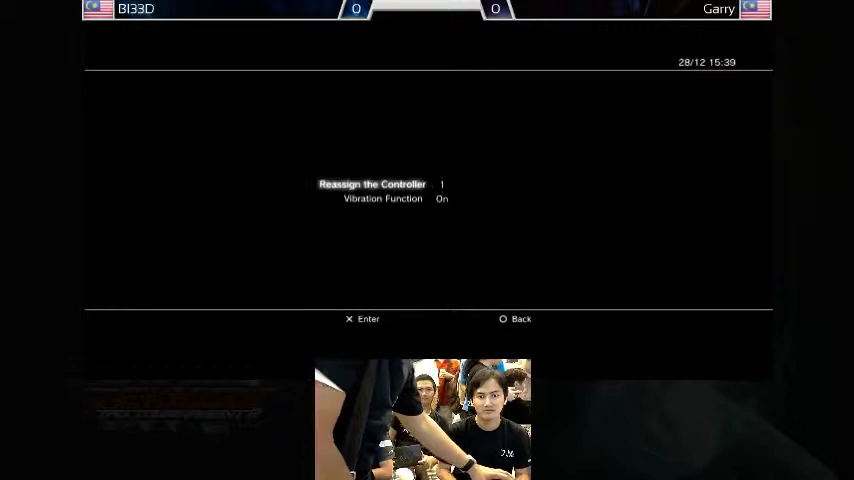 BI33D 0 0 Garry
28/12 15:39
Reassign the Controller 1
Vibration Function On
Enter Back